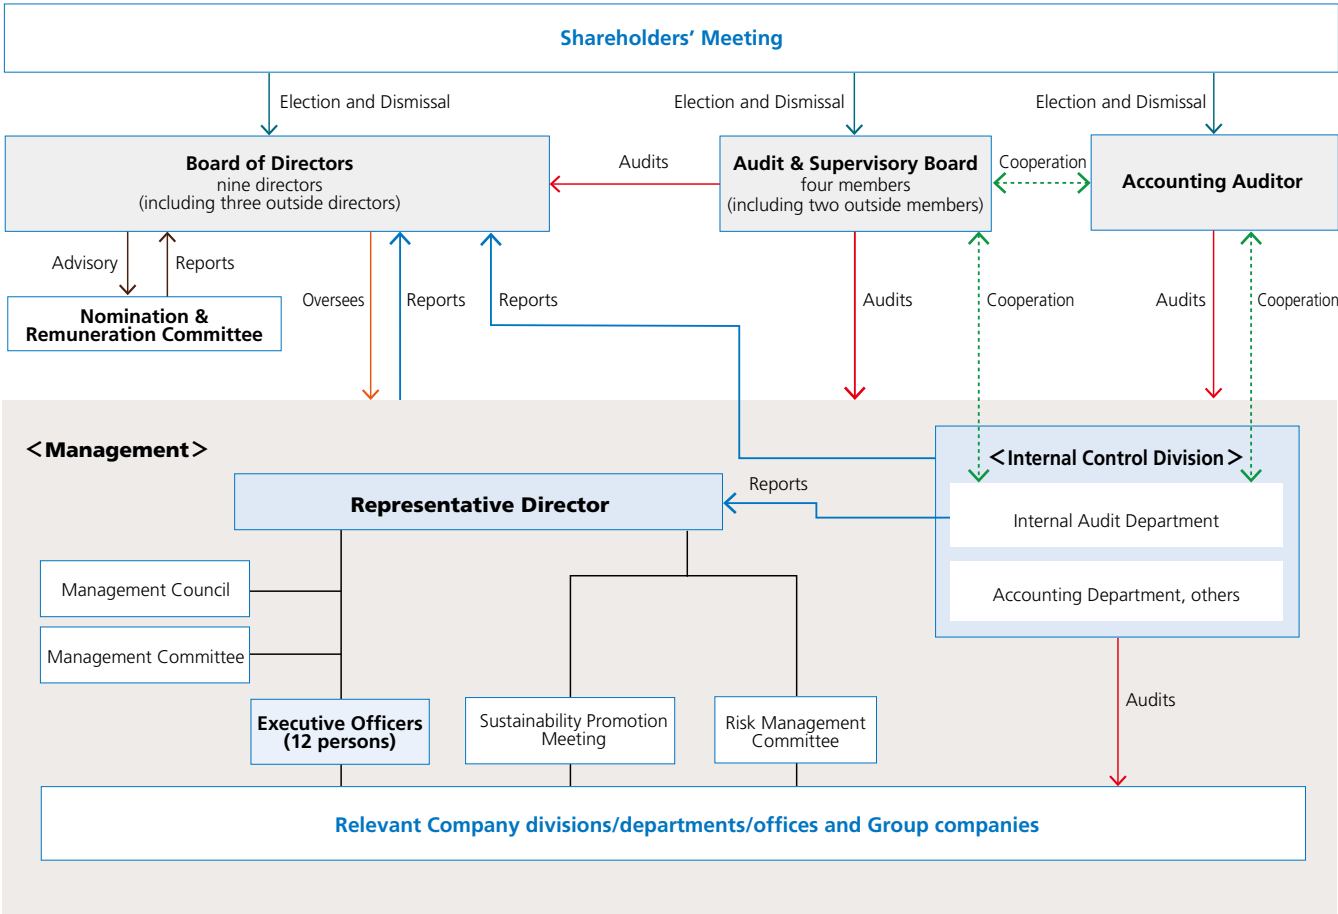 Shareholders’ Meeting
Election and Dismissal
Election and Dismissal
Election and Dismissal
Board of Directors
nine directors
(including three outside directors)
Audits
Audit & Supervisory Board
four members
(including two outside members)
Cooperation
Accounting Auditor
Advisory
Reports
Nomination &
Remuneration Committee
Oversees
Reports
Reports
Audits
Cooperation
Audits
Cooperation
<Management>
Representative Director
Reports
<Internal Control Division>
Internal Audit Department
Accounting Department, others
Management Council
Management Committee
Executive Officers
(12 persons)
Sustainability Promotion
Meeting
Risk Management
Committee
Audits
Relevant Company divisions/departments/offices and Group companies